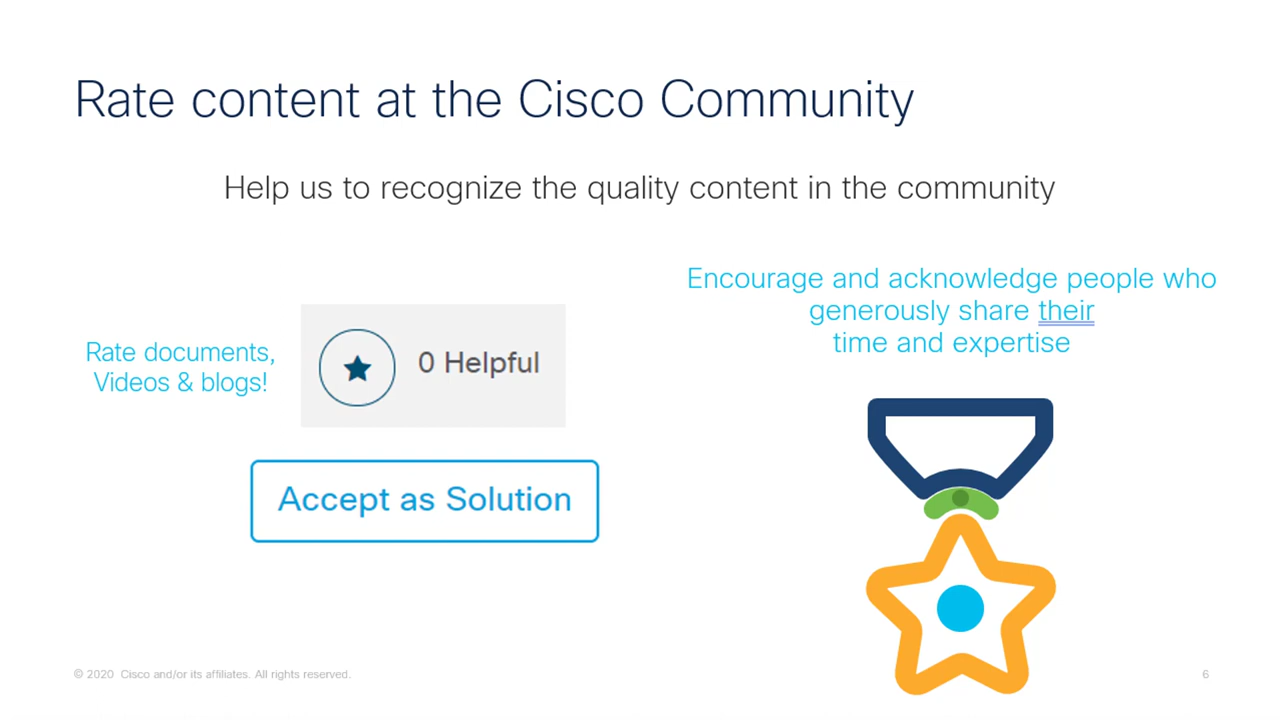 Rate content at the Cisco Community
Help us to recognize the quality content in the community
Rate documents,
Videos & blogs!
0 Helpful
Accept as Solution
Encourage and acknowledge people who
generously share their
time and expertise
© 2020 Cisco and/or its affiliates. All rights reserved.
6